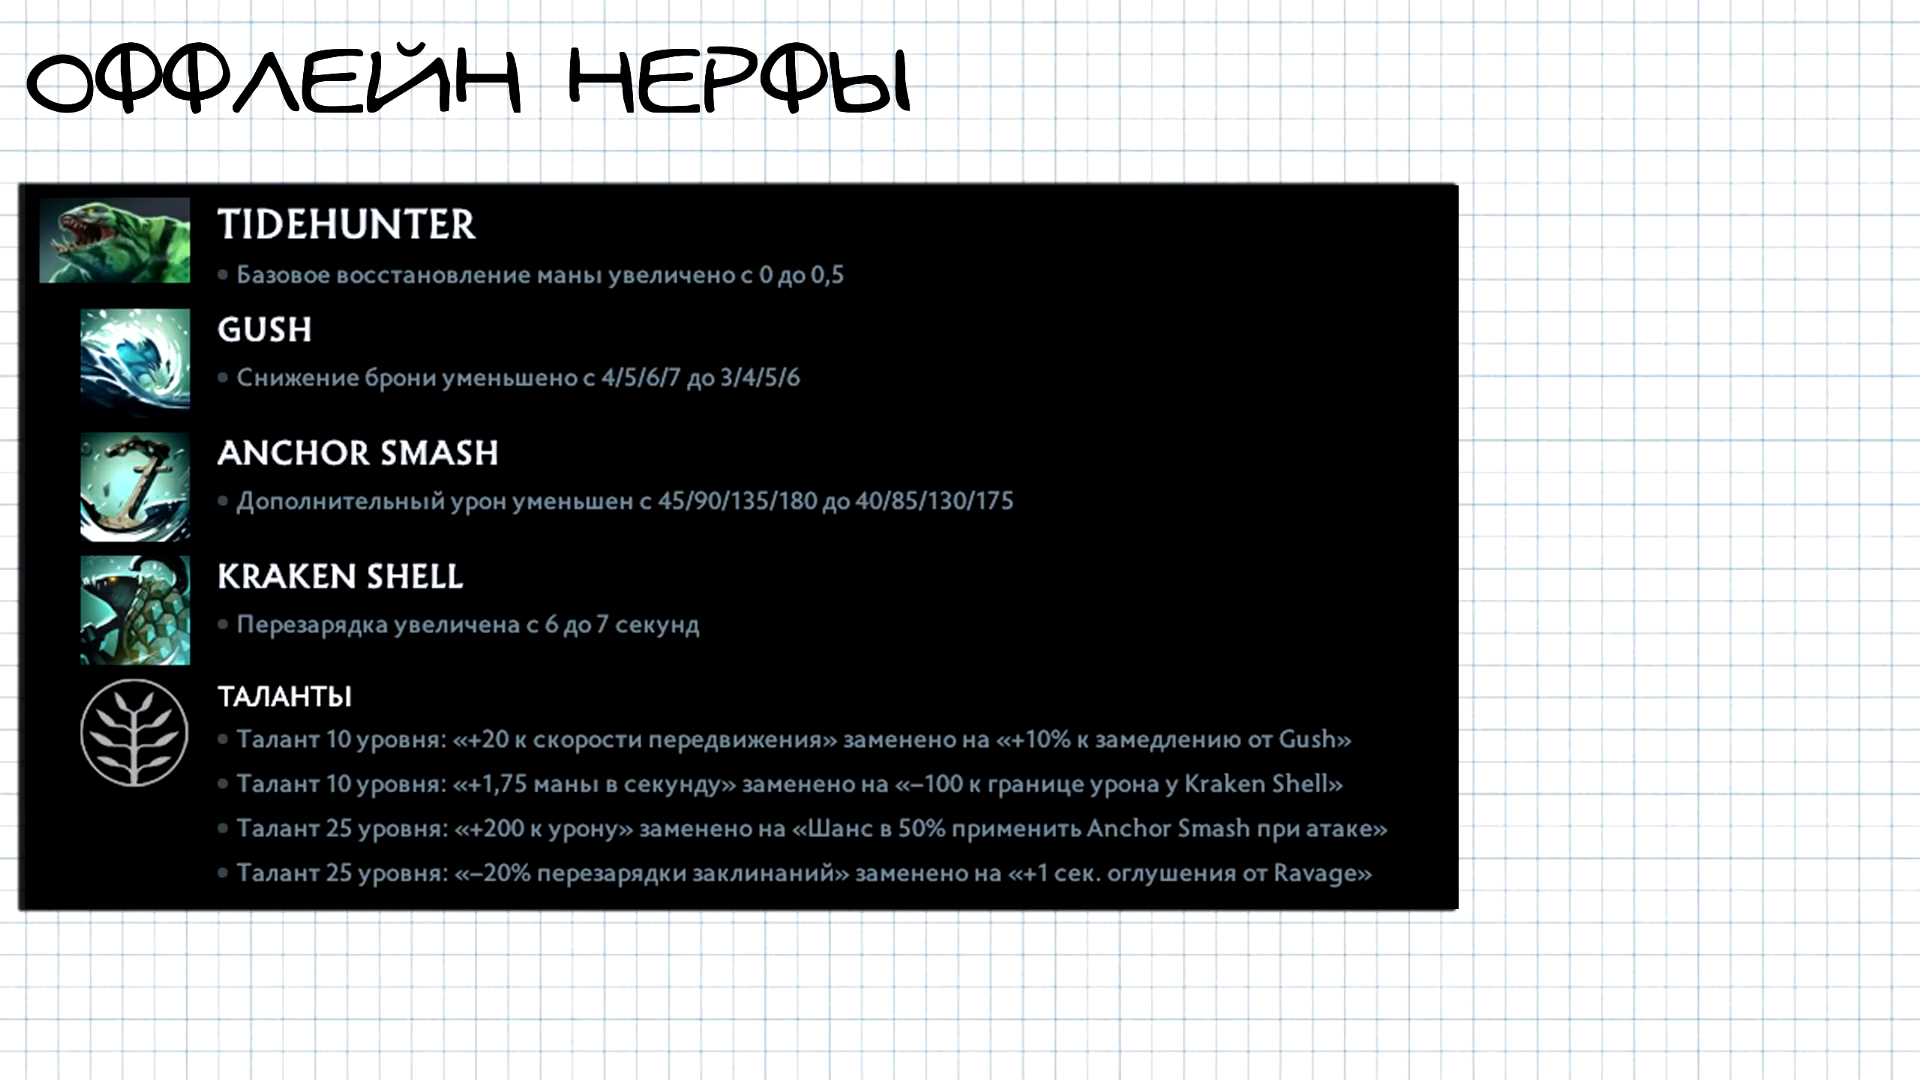 ОФФЛЕЙН НЕРФЫ
TIDEHUNTER
• Базовое восстановление маны увеличено с 0 до 0,5
GUSH
• Снижение брони уменьшено с 4/5/6/7 до 3/4/5/6
ANCHOR SMASH
• Дополнительный урон уменьшен с 45/90/135/180 до 40/85/130/175
KRAKEN SHELL
• Перезарядка увеличена с 6 до 7 секунд
ТАЛАНТЫ
• Талант 10 уровня: «+20 к скорости передвижения» заменено на «+10% к замедлению от Gush»
• Талант 10 уровня: «+1,75 маны в секунду» заменено на «–100 к границе урона у Kraken Shell»
• Талант 25 уровня: «+200 к урону» заменено на «Шанс в 50% применить Anchor Smash при атаке»
• Талант 25 уровня: «–20% перезарядки заклинаний» заменено на «+1 сек. оглушения от Ravage»